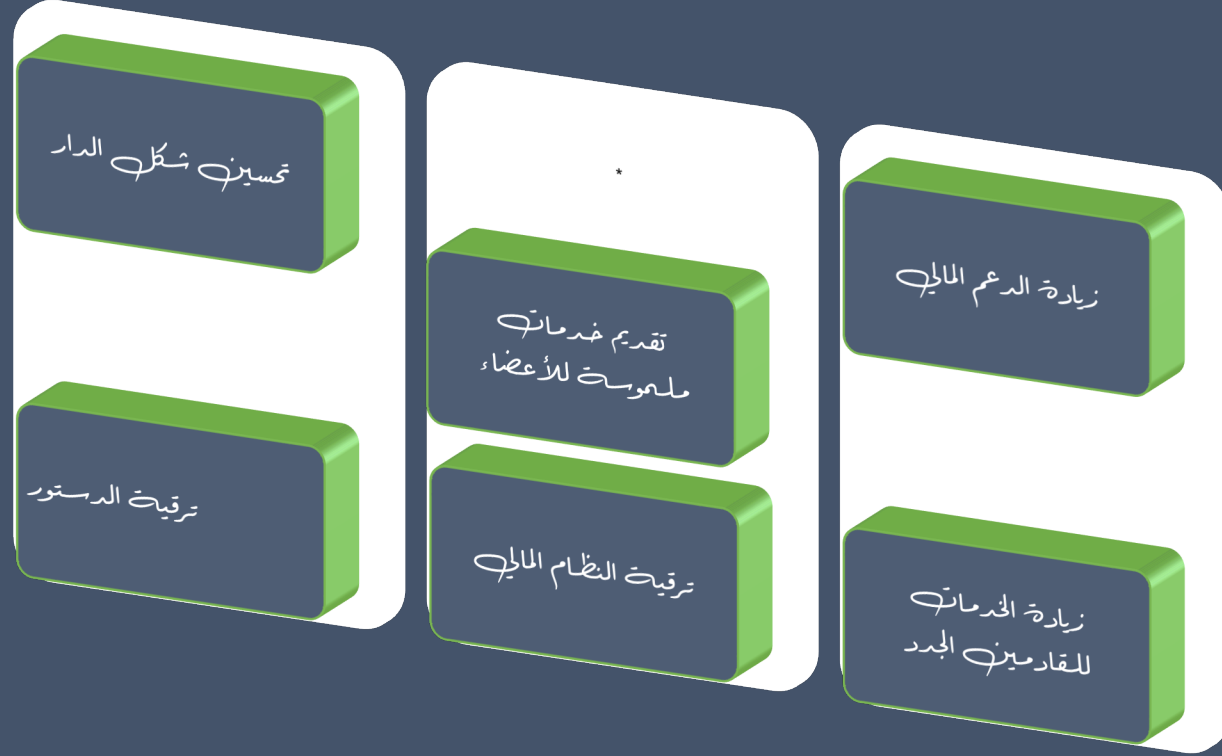 زيادة الدعم المالي
زيادة الخدمات
للقادمين الجدد
*
تقديم خدمات
ملموسة للأعضاء
ترقية النظام المالي
تحسين شكل الدار
ترقية الدستور